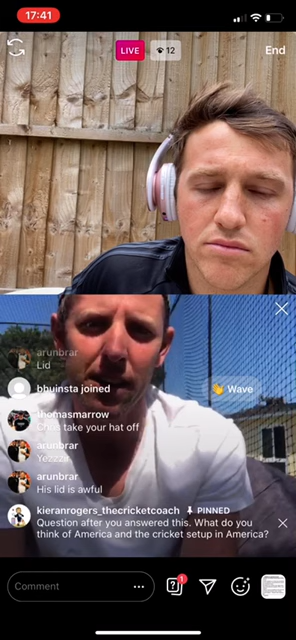 17:41
LIVE
12
End
arunbrar
Lid
bhuinsta joined
Wave
thomasmarrow
Chris take your hat off
arunbrar
Yezzzir
arunbrar
His lid is awful
kieranrogers_thecricketcoach PINNED
Question after you answered this. What do you
think of America and the cricket setup in America?
Comment
1